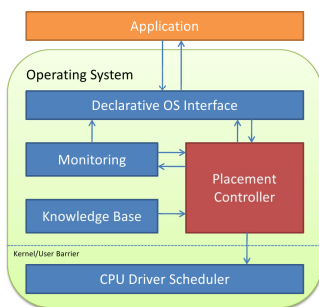 Application
Operating System
Declarative OS Interface
Monitoring
Placement
Controller
Knowledge Base
Kernel/User Barrier
CPU Driver Scheduler